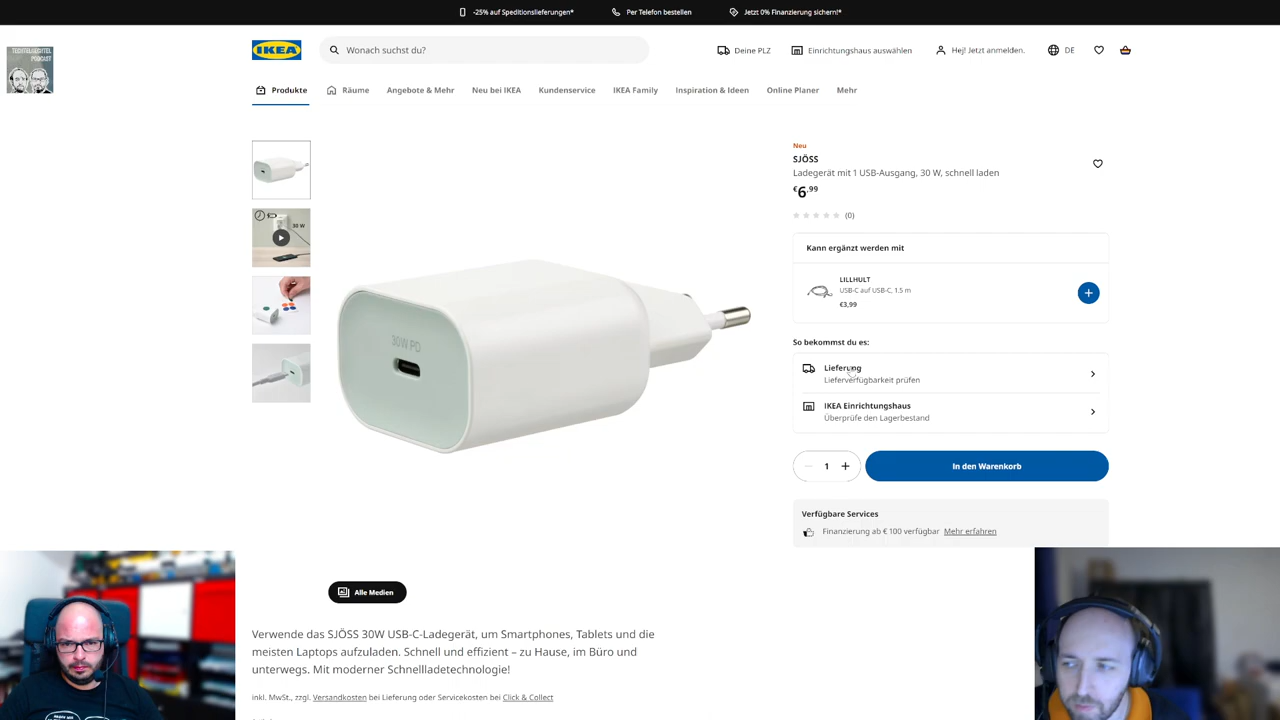 -25% auf Speditionslieferungen*
Per Telefon bestellen
Jetzt 0% Finanzierung sichern!*
TECHTELMECHTEL
PODCAST
IKEA
Wonach suchst du?
Deine PLZ
Einrichtungshaus auswählen
Hej! Jetzt anmelden.
DE
Produkte
Räume
Angebote & Mehr
Neu bei IKEA
Kundenservice
IKEA Family
Inspiration & Ideen
Online Planer
Mehr
30 W
30W PD
Neu
SJÖSS
Ladegerät mit 1 USB-Ausgang, 30 W, schnell laden
€6,99
(0)
Kann ergänzt werden mit
LILLHULT
USB-C auf USB-C, 1.5 m
€3,99
So bekommst du es:
Lieferung
Lieferverfügbarkeit prüfen
IKEA Einrichtungshaus
Überprüfe den Lagerbestand
1
In den Warenkorb
Verfügbare Services
Finanzierung ab € 100 verfügbar Mehr erfahren
Alle Medien
Verwende das SJÖSS 30W USB-C-Ladegerät, um Smartphones, Tablets und die
meisten Laptops aufzuladen. Schnell und effizient – zu Hause, im Büro und
unterwegs. Mit moderner Schnellladetechnologie!
inkl. MwSt., zzgl. Versandkosten bei Lieferung oder Servicekosten bei Click & Collect